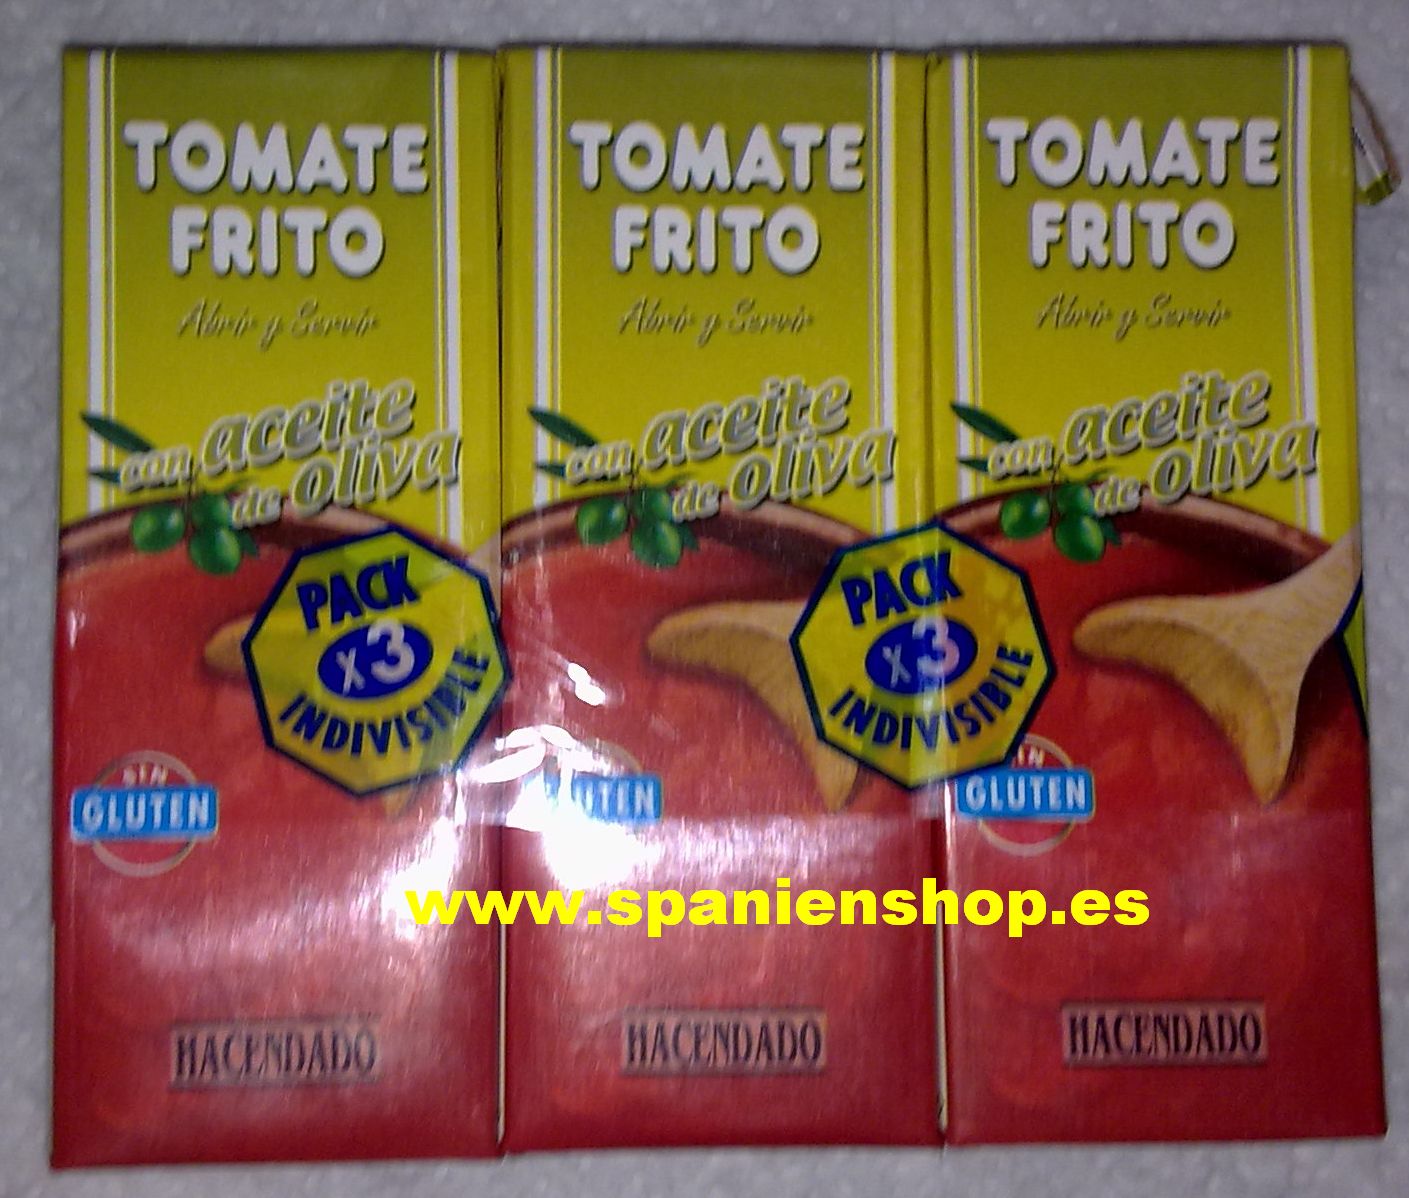 TOMATE
FRITO
Abrir y Servir
con aceite
de oliva
PACK
x3
INDIVISIBLE
SIN
GLUTEN
HACENDADO
TOMATE
FRITO
Abrir y Servir
con aceite
de oliva
PACK
x3
INDIVISIBLE
GLUTEN
HACENDADO
TOMATE
FRITO
Abrir y Servir
con aceite
de oliva
SIN
GLUTEN
HACENDADO
www.spanienshop.es